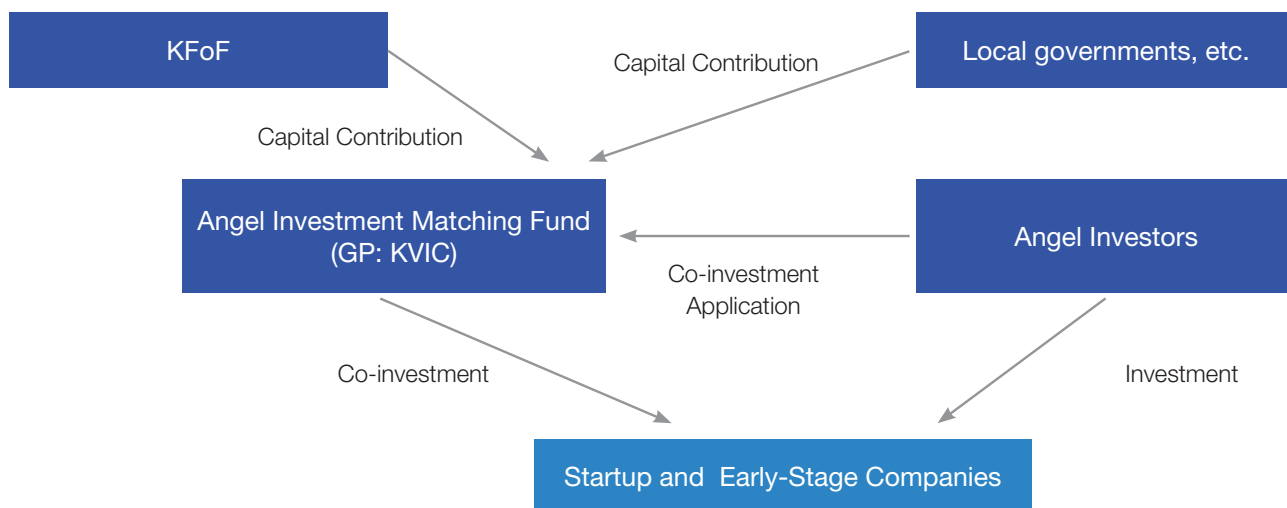 KFoF
Local governments, etc.
Capital Contribution
Capital Contribution
Angel Investment Matching Fund
(GP: KVIC)
Angel Investors
Co-investment
Application
Co-investment
Investment
Startup and Early-Stage Companies